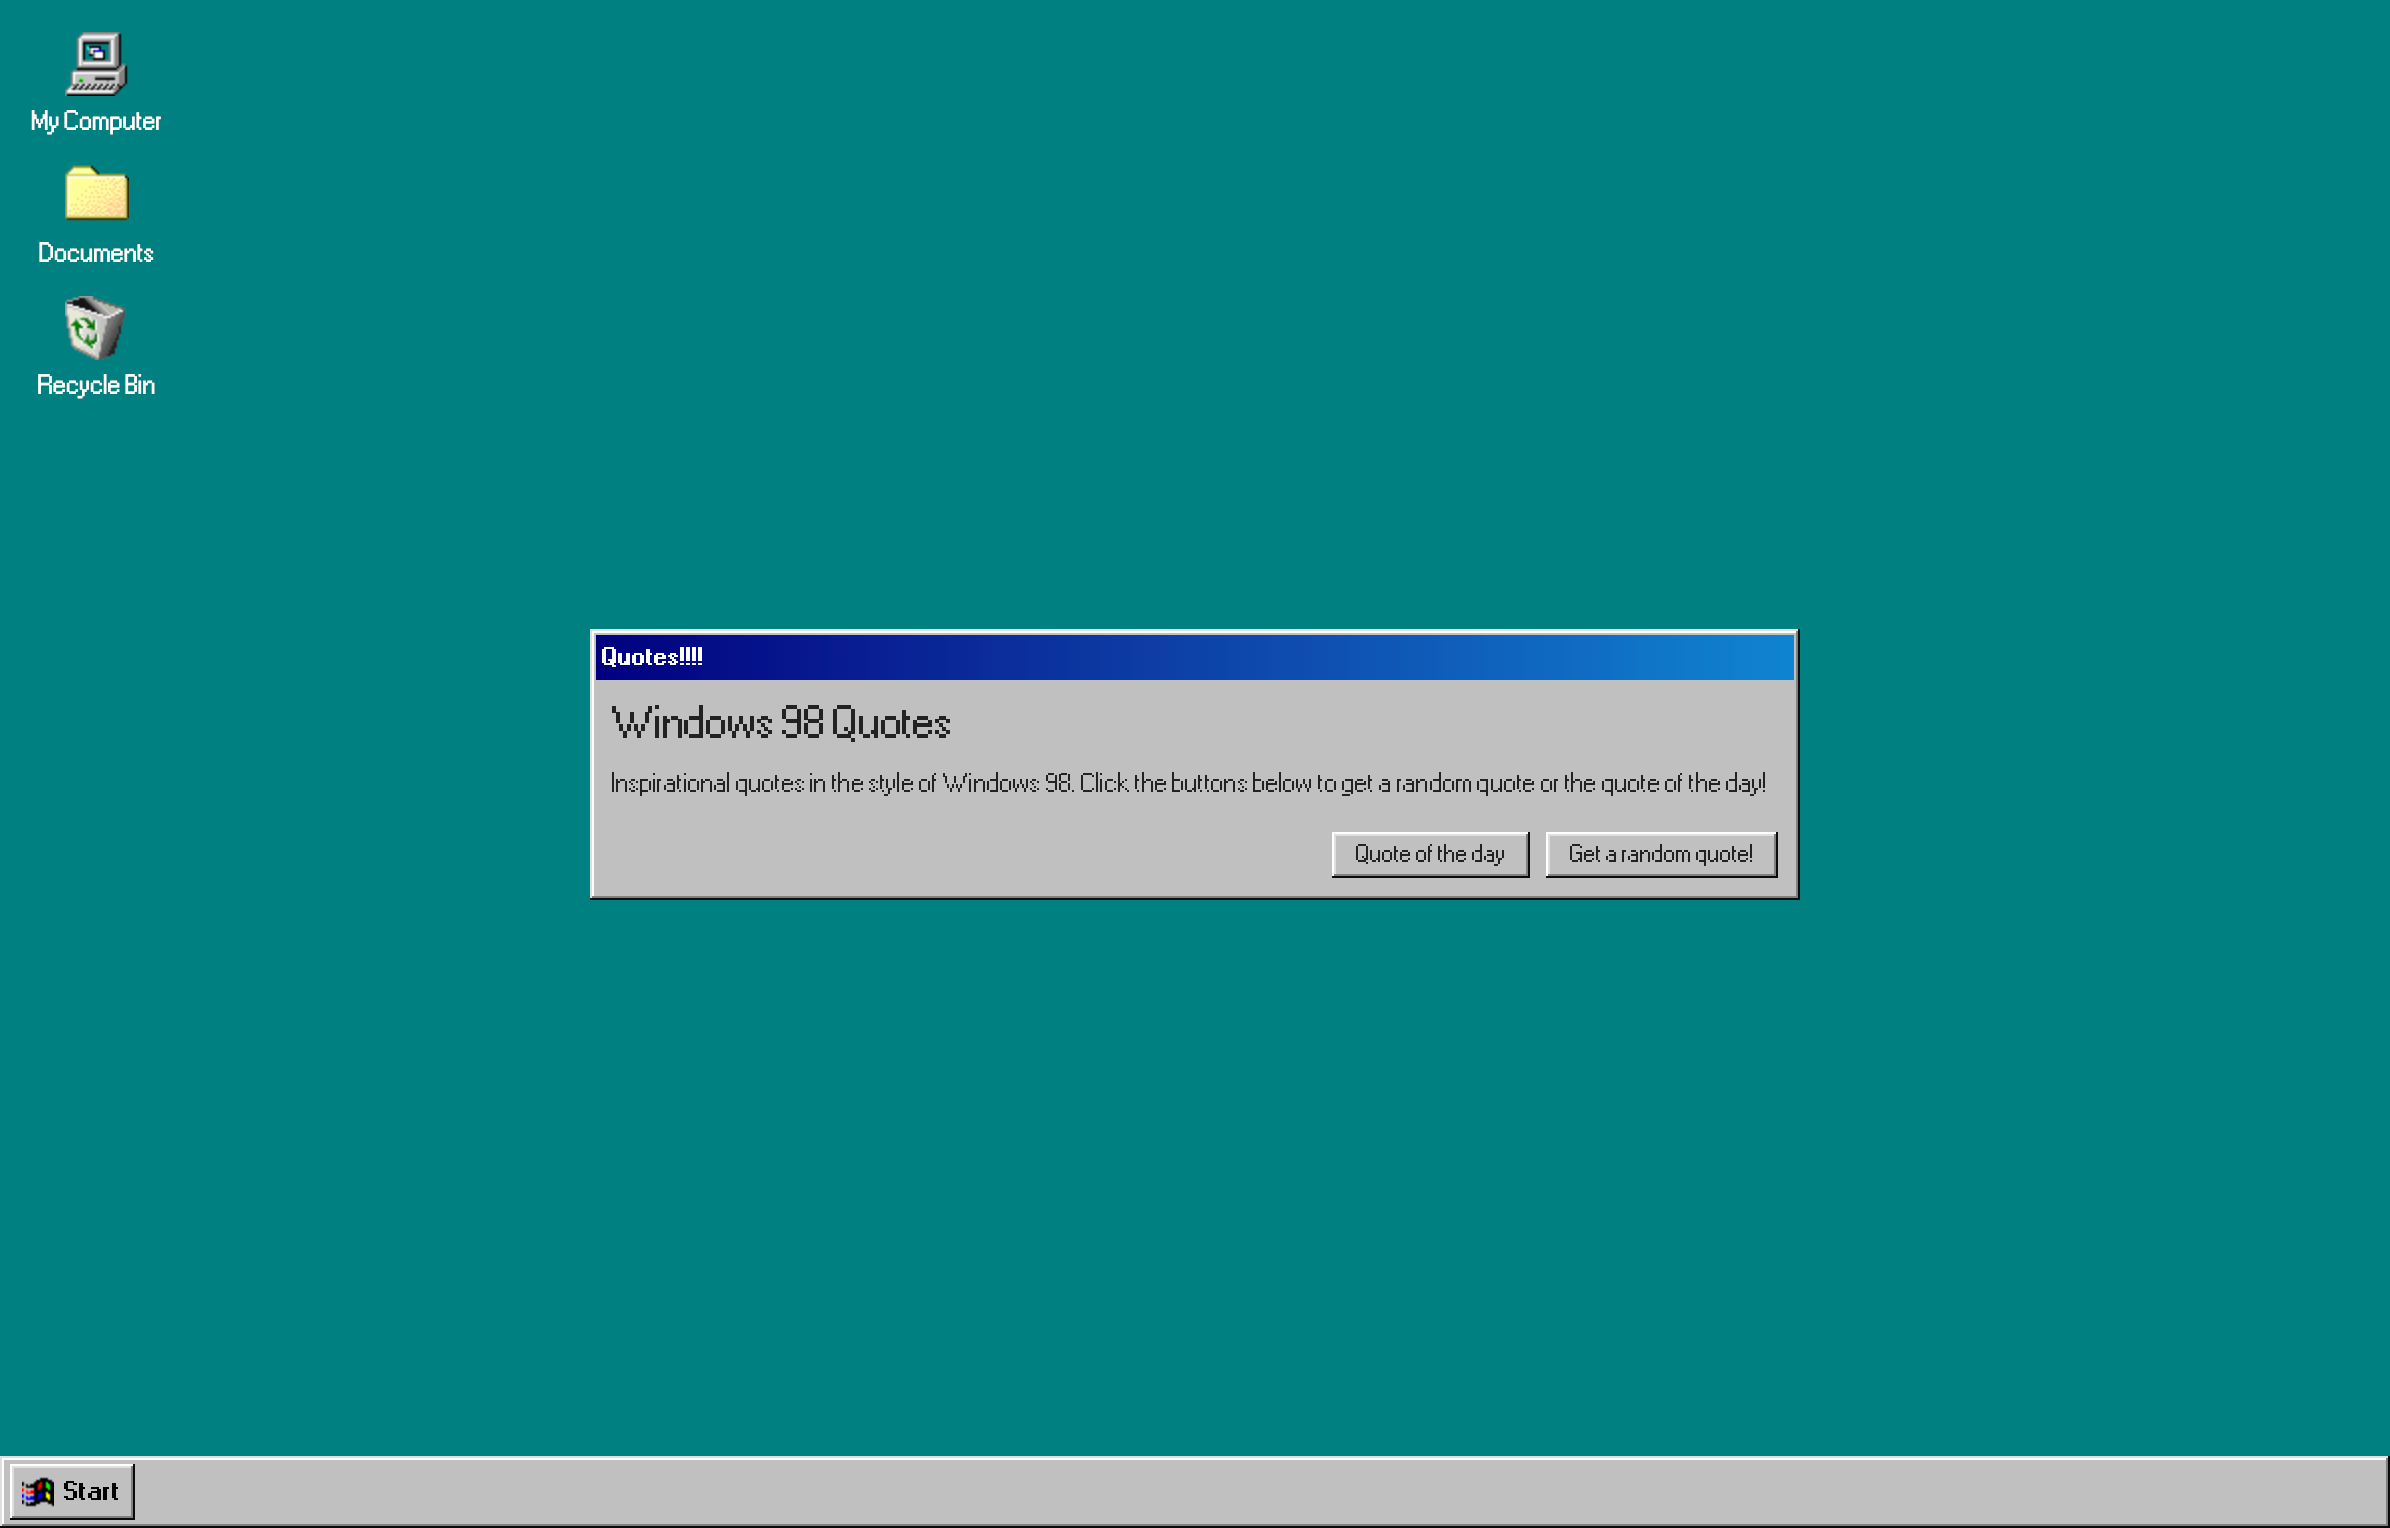 My Computer
Documents
Recycle Bin
Quotes!!!!
Windows 98 Quotes
Inspirational quotes in the style of Windows 98. Click the buttons below to get a random quote or the quote of the day!
Quote of the day
Get a random quote!
Start